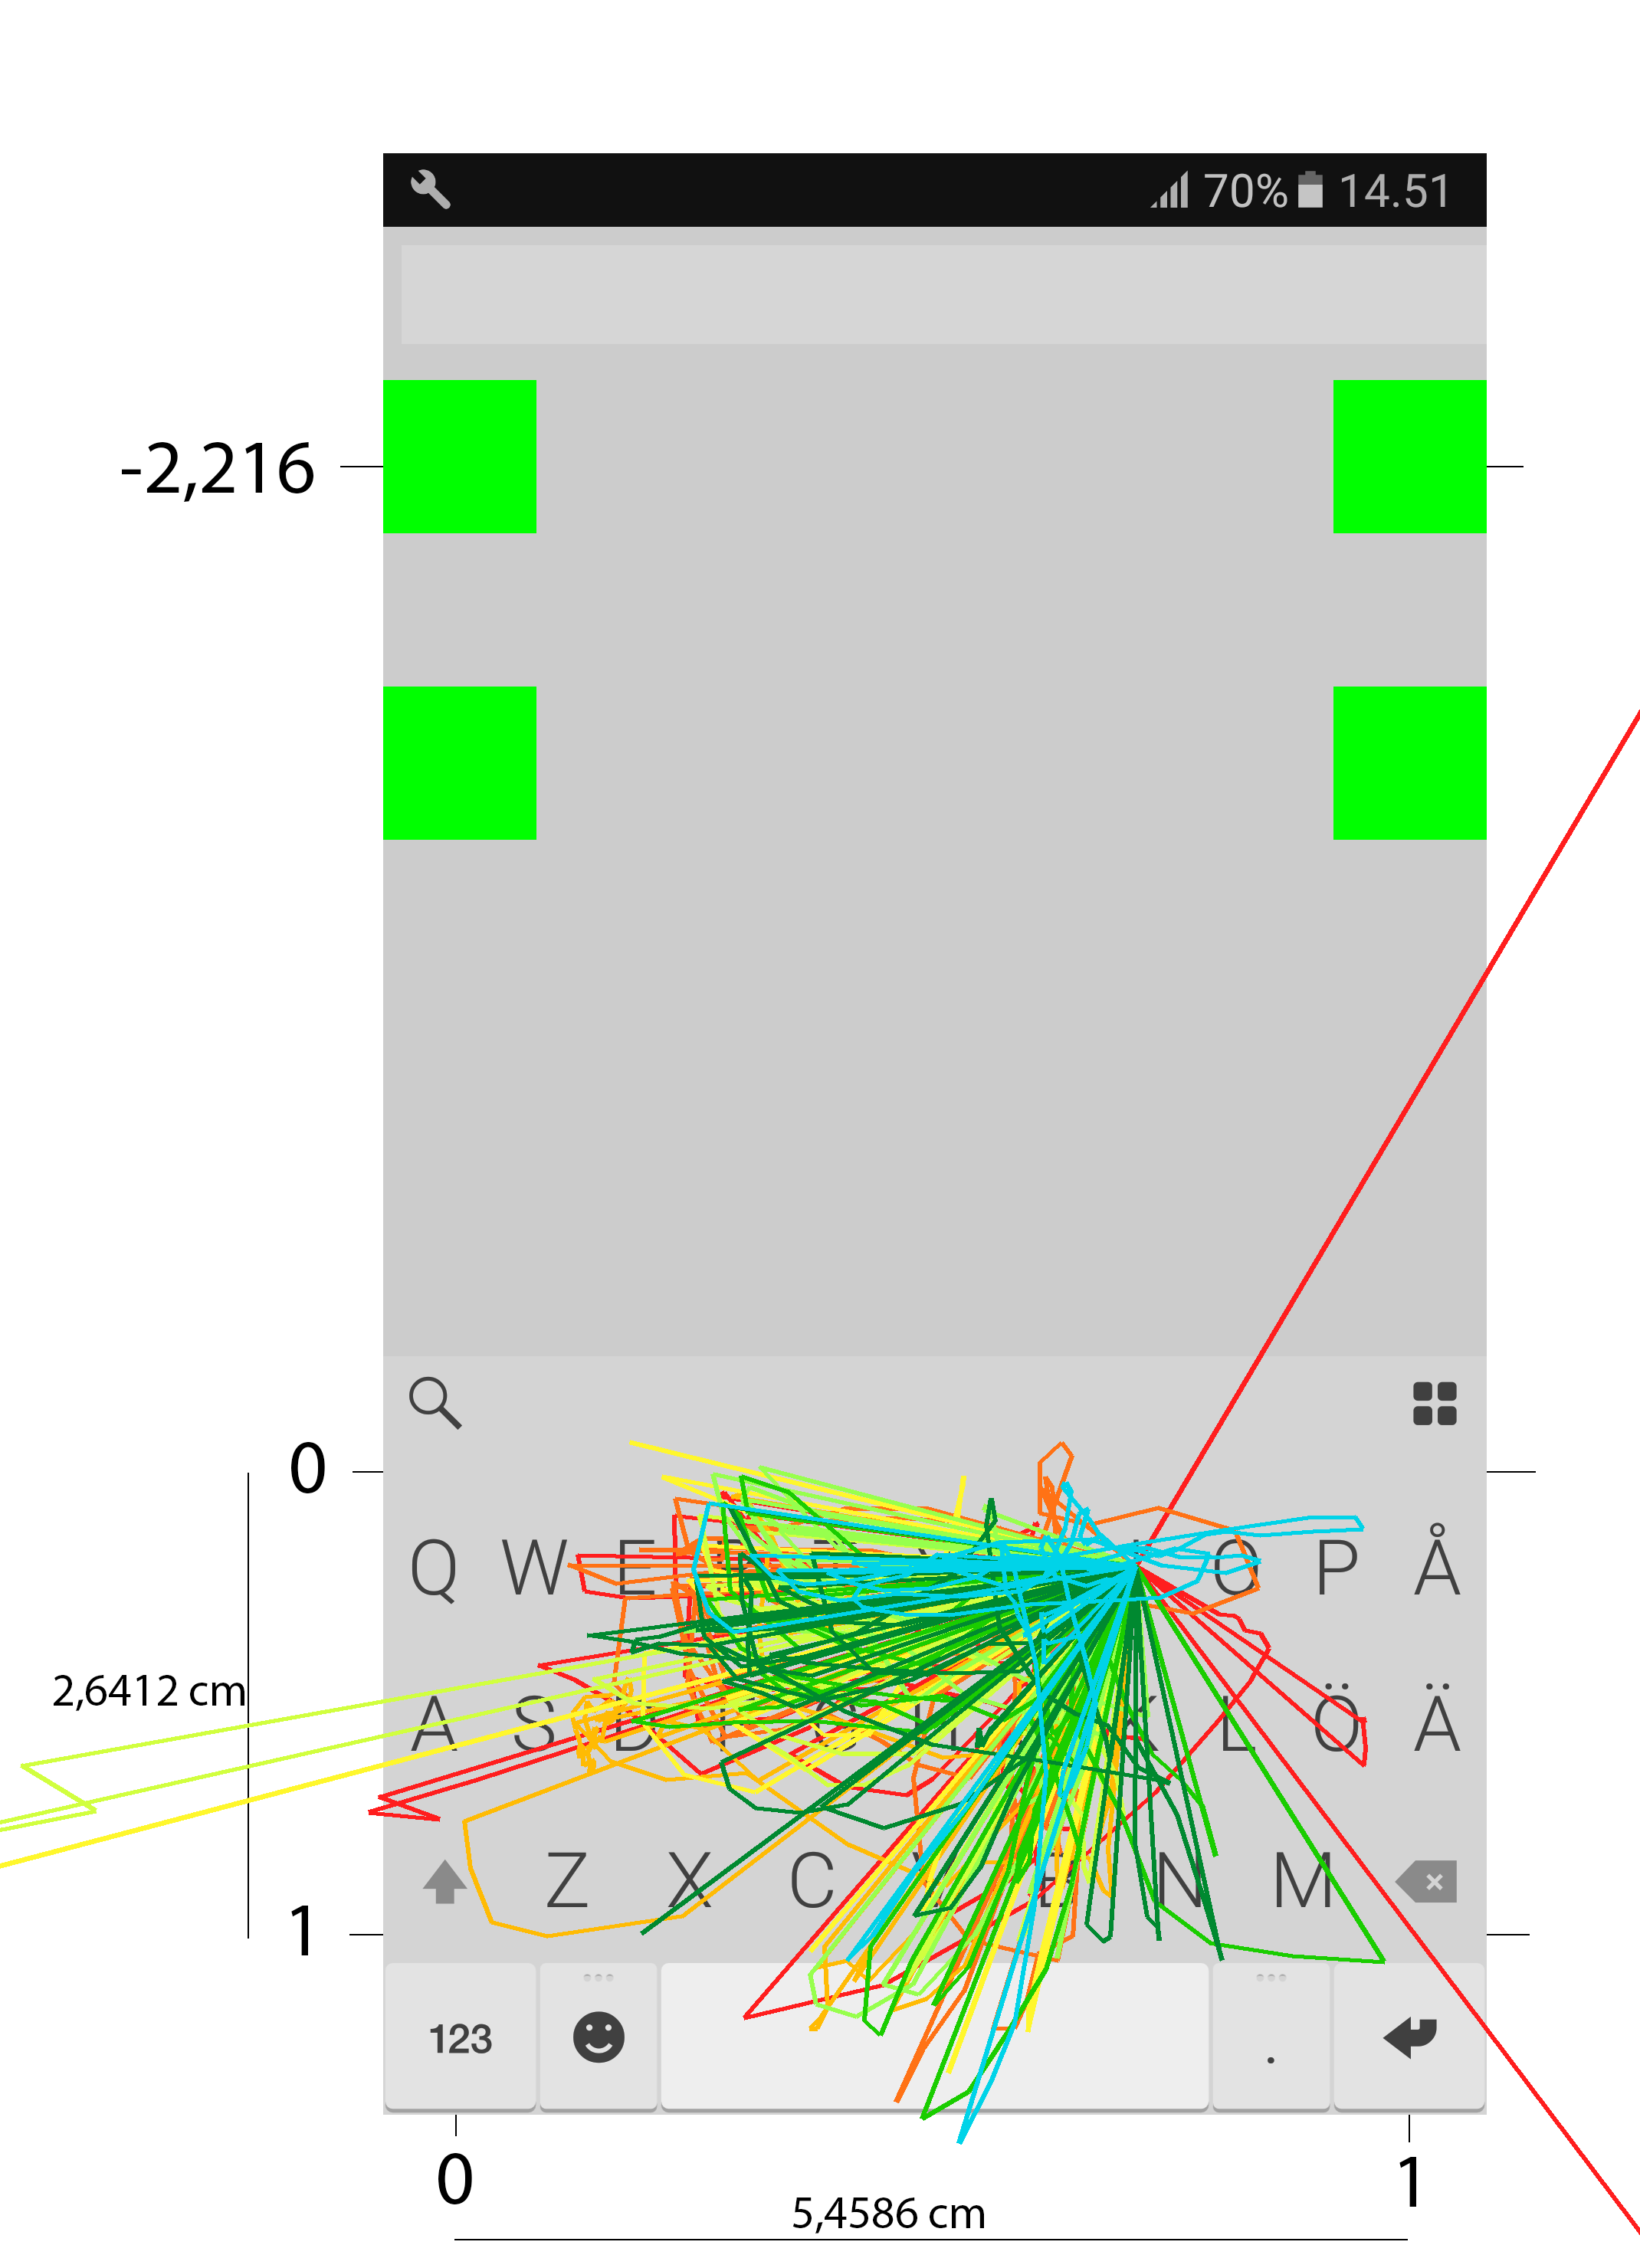 70% 14.51
-2,216
0
Q W E O P Å
2,6412 cm
A S D L Ö Ä
Z X C N M
1
123 .
0 1
5,4586 cm